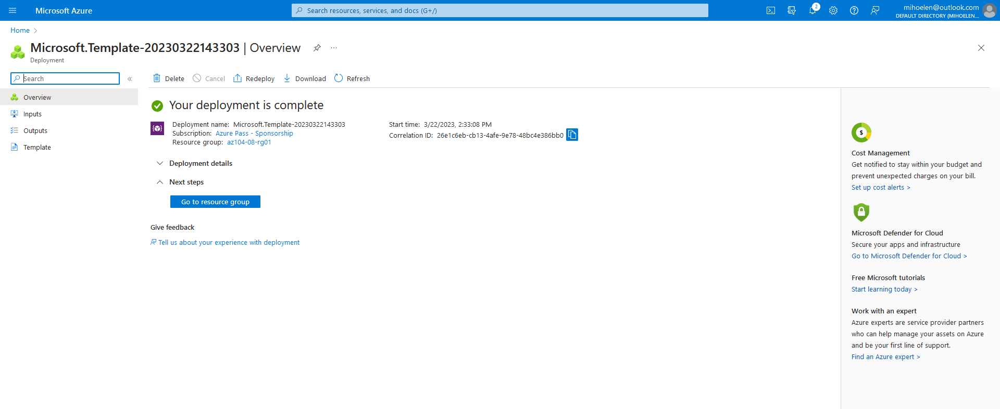 Microsoft Azure
Search resources, services, and docs (G+/)
2
mihoelen@outlook.com
DEFAULT DIRECTORY (MIHOELEN...
Home
Microsoft.Template-20230322143303 | Overview
...
Deployment
Search
«
Overview
Inputs
Outputs
Template
Delete
Cancel
Redeploy
Download
Refresh
Your deployment is complete
Deployment name: Microsoft.Template-20230322143303
Subscription: Azure Pass - Sponsorship
Resource group: az104-08-rg01
Start time: 3/22/2023, 2:33:08 PM
Correlation ID: 26e1c6eb-cb13-4afe-9e78-48bc4e386bb0
Deployment details
Next steps
Go to resource group
Give feedback
Tell us about your experience with deployment
$
Cost Management
Get notified to stay within your budget and
prevent unexpected charges on your bill.
Set up cost alerts >
Microsoft Defender for Cloud
Secure your apps and infrastructure
Go to Microsoft Defender for Cloud >
Free Microsoft tutorials
Start learning today >
Work with an expert
Azure experts are service provider partners
who can help manage your assets on Azure
and be your first line of support.
Find an Azure expert >